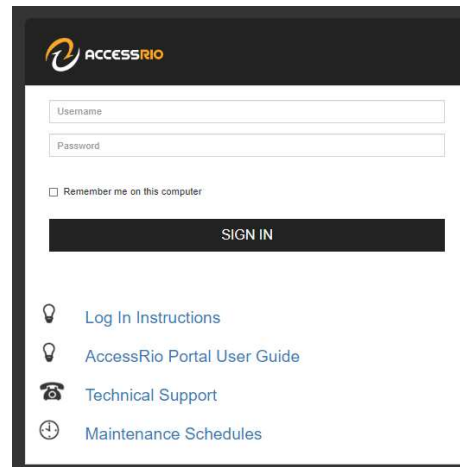 ACCESSRIO
Username
Password
Remember me on this computer
SIGN IN
Log In Instructions
AccessRio Portal User Guide
Technical Support
Maintenance Schedules